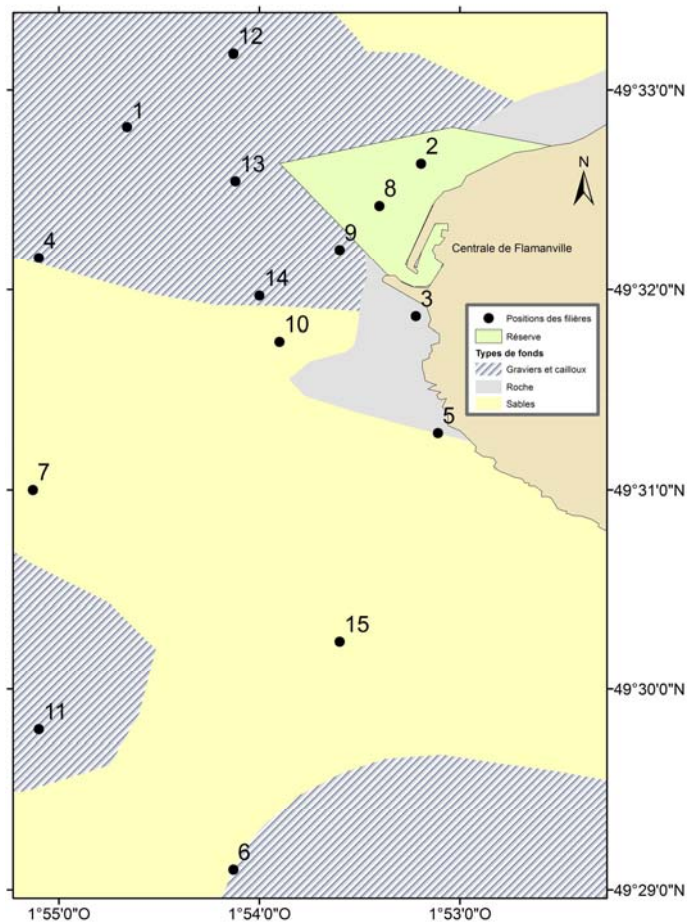 12
49°33'0"N
1
2
13
N
8
9
4
Centrale de Flamanville
49°32'0"N
14
3
10
Positions des filières
Réserve
Types de fonds
Graviers et cailloux
Roche
Sables
5
7
49°31'0"N
15
49°30'0"N
11
6
49°29'0"N
1°55'0"O
1°54'0"O
1°53'0"O